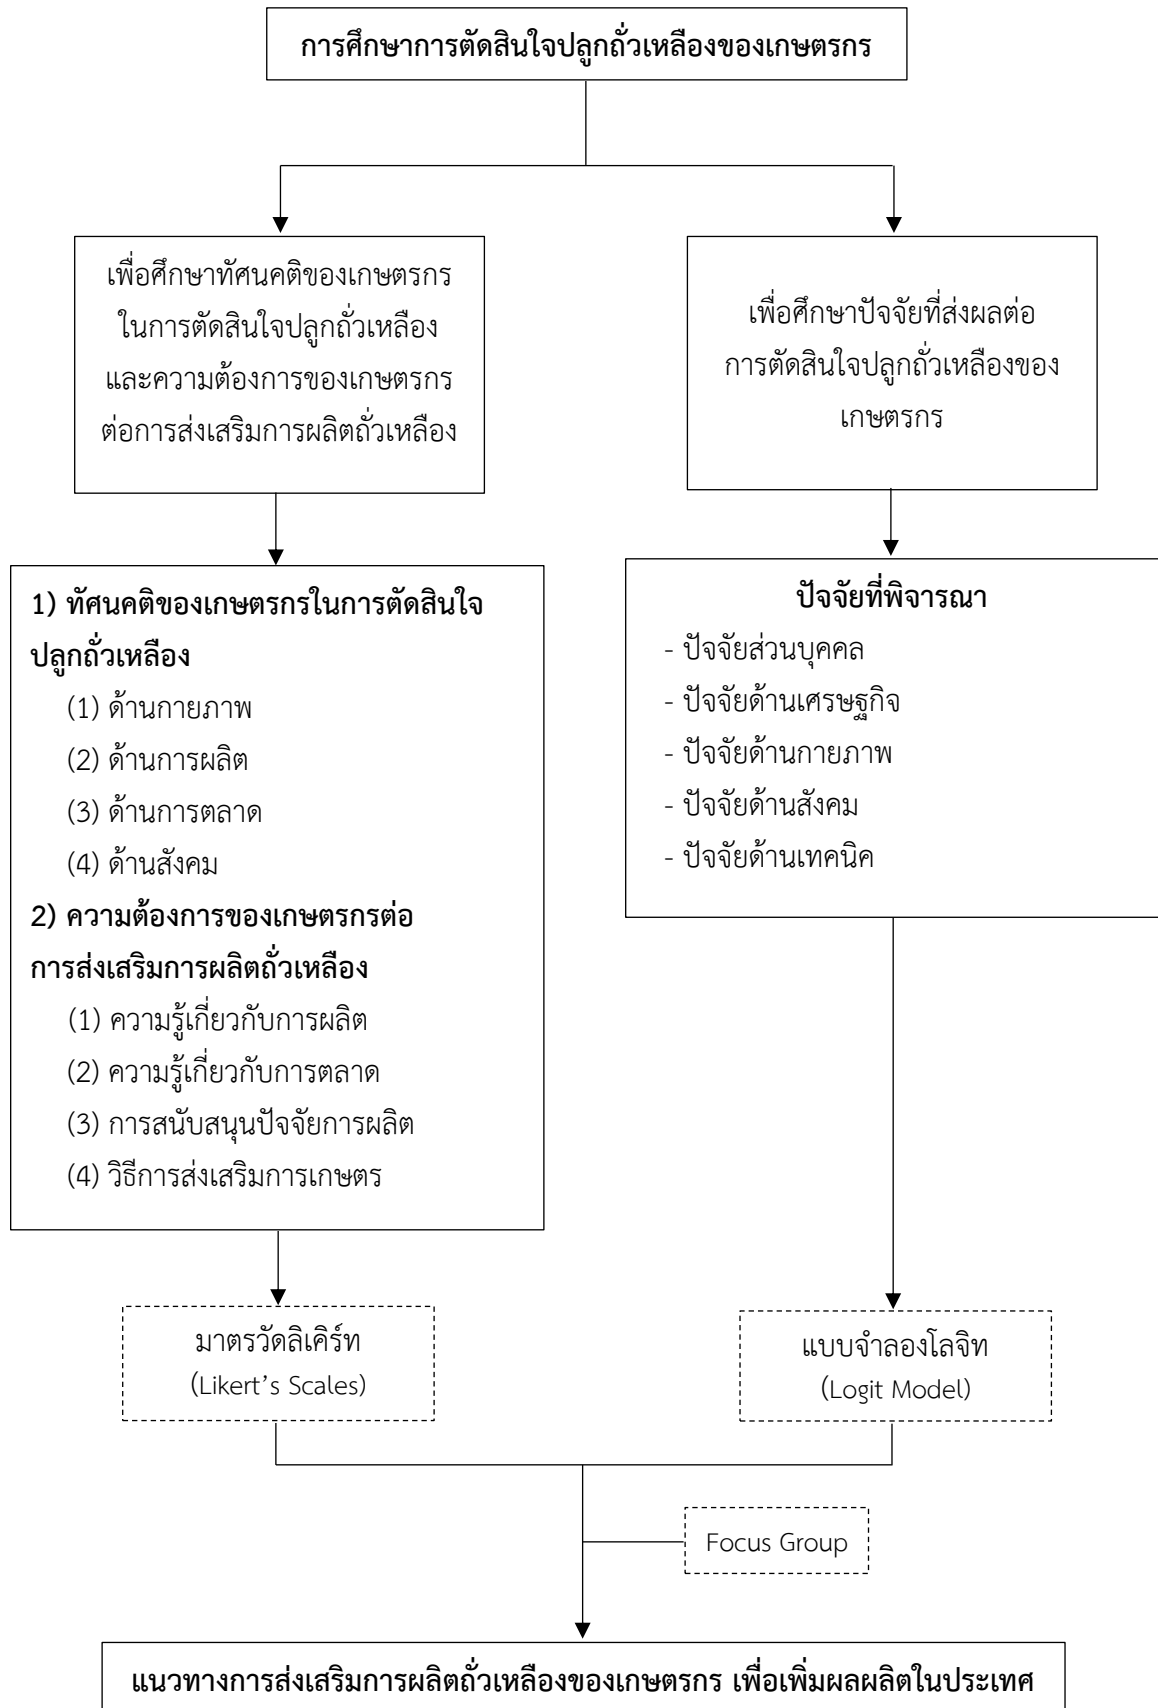 การศึกษาการตัดสินใจปลูกถั่วเหลืองของเกษตรกร
เพื่อศึกษาทัศนคติของเกษตรกร
ในการตัดสินใจปลูกถั่วเหลือง
และความต้องการของเกษตรกร
ต่อการส่งเสริมการผลิตถั่วเหลือง
เพื่อศึกษาปัจจัยที่ส่งผลต่อ
การตัดสินใจปลูกถั่วเหลืองของ
เกษตรกร
1) ทัศนคติของเกษตรกรในการตัดสินใจ
ปลูกถั่วเหลือง
(1) ด้านกายภาพ
(2) ด้านการผลิต
(3) ด้านการตลาด
(4) ด้านสังคม
2) ความต้องการของเกษตรกรต่อ
การส่งเสริมการผลิตถั่วเหลือง
(1) ความรู้เกี่ยวกับการผลิต
(2) ความรู้เกี่ยวกับการตลาด
(3) การสนับสนุนปัจจัยการผลิต
(4) วิธีการส่งเสริมการเกษตร
ปัจจัยที่พิจารณา
- ปัจจัยส่วนบุคคล
- ปัจจัยด้านเศรษฐกิจ
- ปัจจัยด้านกายภาพ
- ปัจจัยด้านสังคม
- ปัจจัยด้านเทคนิค
มาตรวัดลิเคิร์ท
(Likert's Scales)
แบบจำลองโลจิท
(Logit Model)
Focus Group
แนวทางการส่งเสริมการผลิตถั่วเหลืองของเกษตรกร เพื่อเพิ่มผลผลิตในประเทศ